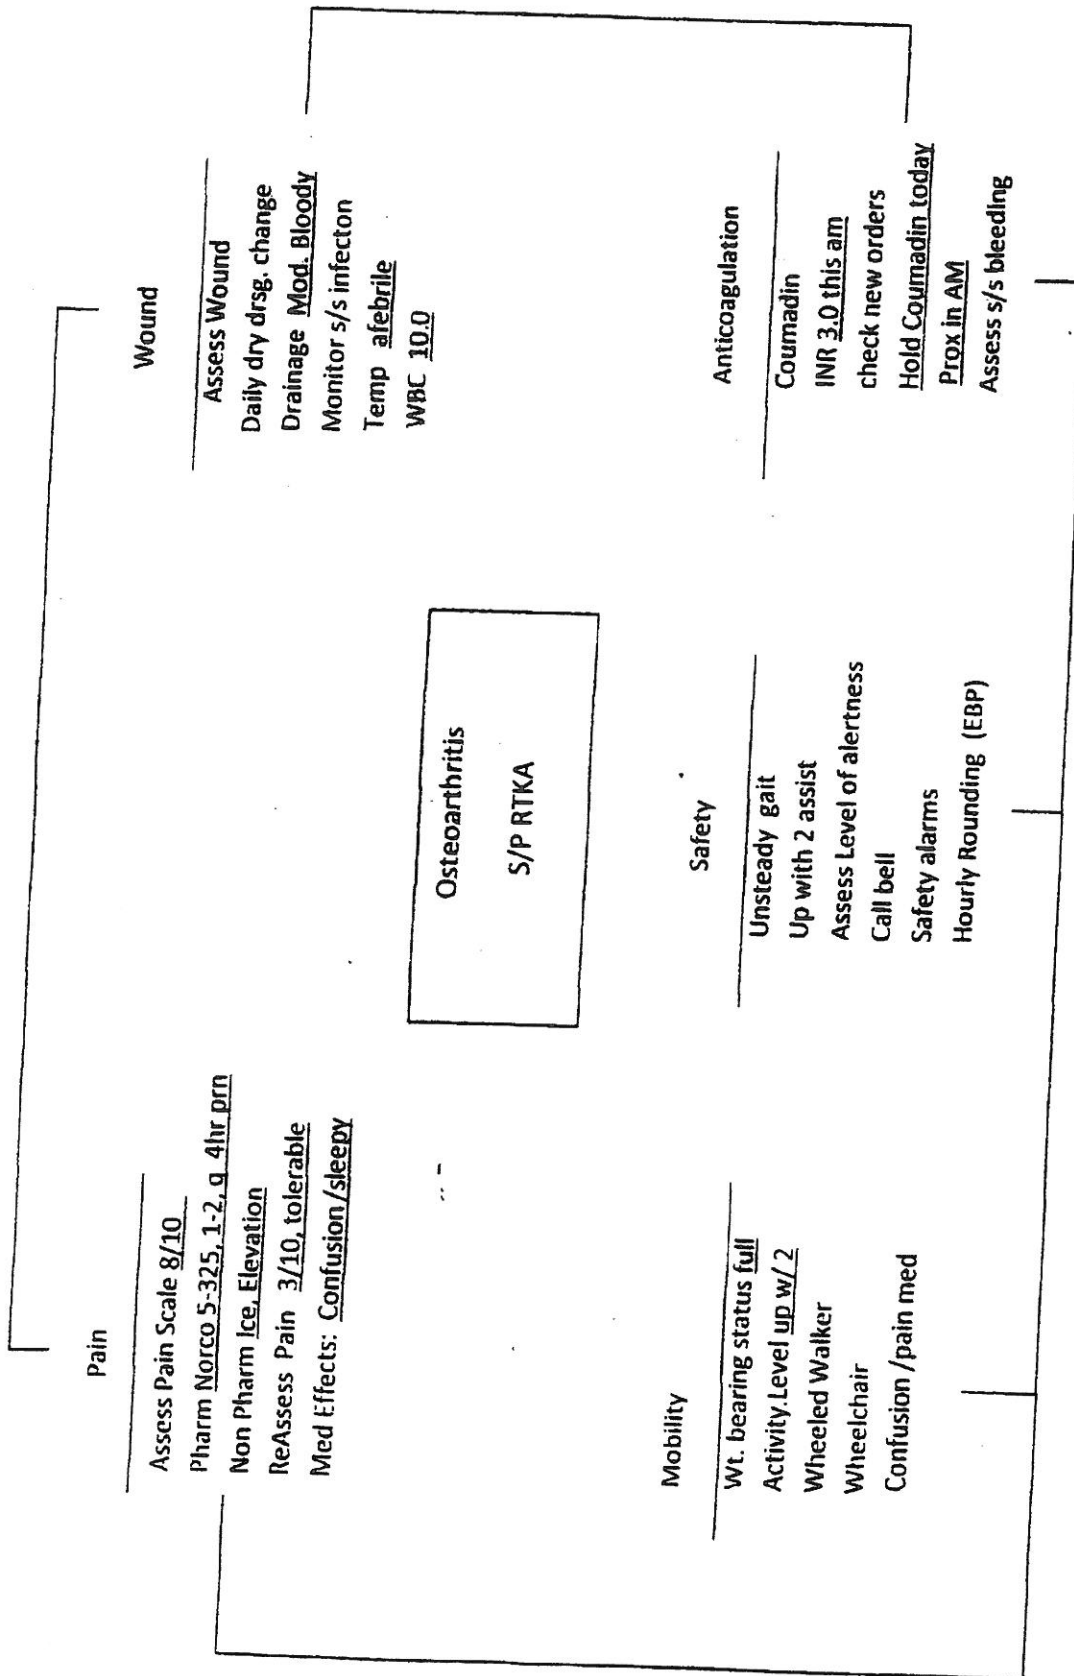 Pain
Assess Pain Scale 8/10
Pharm Norco 5-325, 1-2, q 4hr prn
Non Pharm Ice, Elevation
ReAssess Pain 3/10, tolerable
Med Effects: Confusion/sleepy
Wound
Assess Wound
Daily dry drsg. change
Drainage Mod. Bloody
Monitor s/s infecton
Temp afebrile
WBC 10.0
Osteoarthritis
S/P RTKA
Mobility
Wt. bearing status full
Activity.Level up w/ 2
Wheeled Walker
Wheelchair
Confusion /pain med
Safety
Unsteady gait
Up with 2 assist
Assess Level of alertness
Call bell
Safety alarms
Hourly Rounding (EBP)
Anticoagulation
Coumadin
INR 3.0 this am
check new orders
Hold Coumadin today
Prox in AM
Assess s/s bleeding